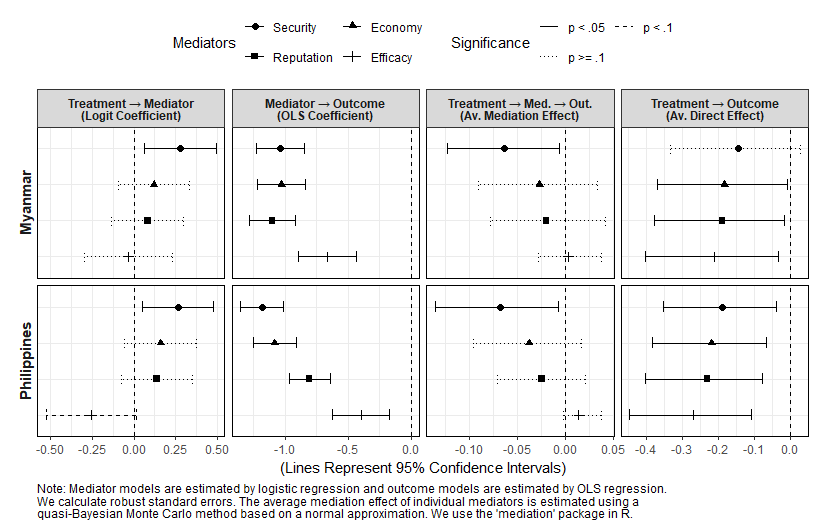 Mediators
Security
Economy
Reputation
Efficacy
Significance
p < .05
p < .1
p >= .1
Treatment → Mediator
(Logit Coefficient)
Mediator → Outcome
(OLS Coefficient)
Treatment → Med. → Out.
(Av. Mediation Effect)
Treatment → Outcome
(Av. Direct Effect)
Myanmar
Philippines
-0.50 -0.25 0.00 0.25 0.50
-1.0 -0.5 0.0
-0.10 -0.05 0.00 0.05
-0.4 -0.3 -0.2 -0.1 0.0
(Lines Represent 95% Confidence Intervals)
Note: Mediator models are estimated by logistic regression and outcome models are estimated by OLS regression.
We calculate robust standard errors. The average mediation effect of individual mediators is estimated using a
quasi-Bayesian Monte Carlo method based on a normal approximation. We use the 'mediation' package in R.